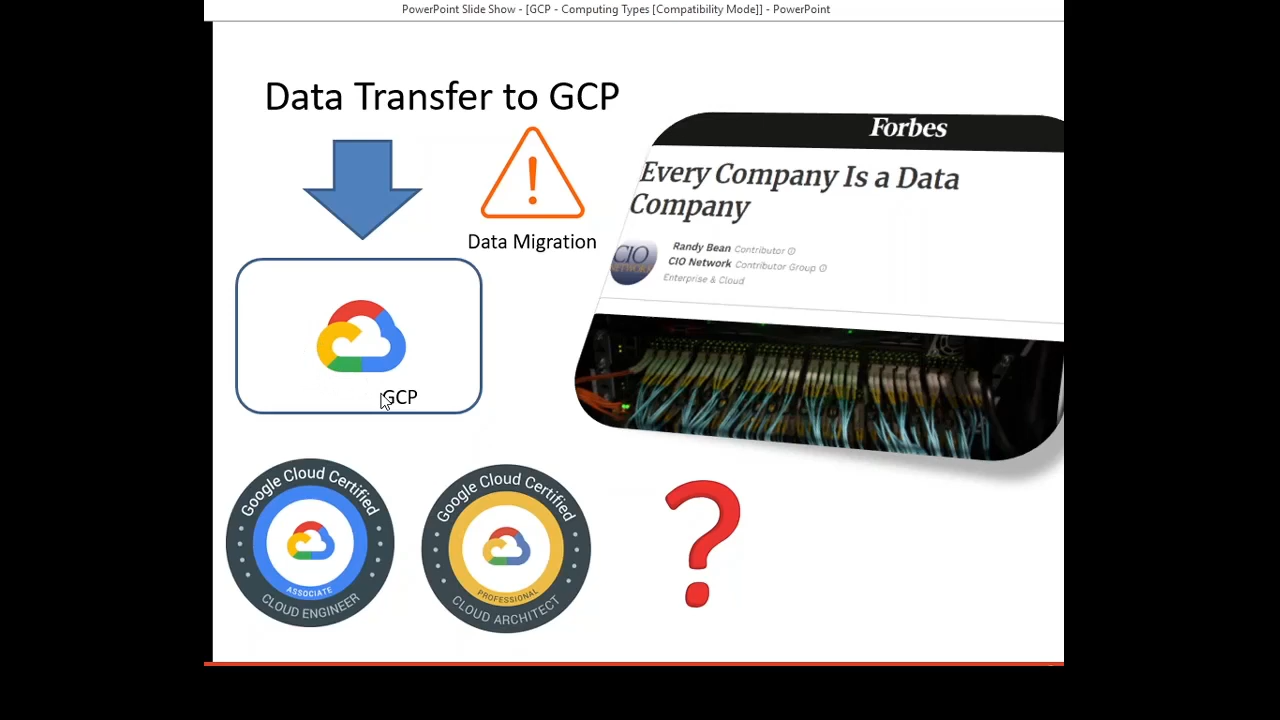 PowerPoint Slide Show - [GCP - Computing Types [Compatibility Mode]] - PowerPoint
Data Transfer to GCP
Data Migration
GCP
Forbes
Every Company Is a Data
Company
CIO
NETWORK
Randy Bean Contributor
CIO Network Contributor Group
Enterprise & Cloud
Google Cloud Certified
ASSOCIATE
CLOUD ENGINEER
Google Cloud Certified
PROFESSIONAL
CLOUD ARCHITECT
?